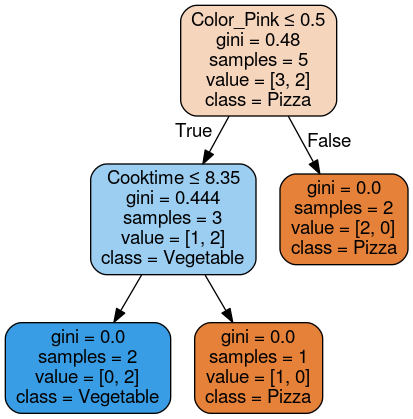 Color_Pink ≤ 0.5
gini = 0.48
samples = 5
value = [3, 2]
class = Pizza
True
False
Cooktime ≤ 8.35
gini = 0.444
samples = 3
value = [1, 2]
class = Vegetable
gini = 0.0
samples = 2
value = [2, 0]
class = Pizza
gini = 0.0
samples = 2
value = [0, 2]
class = Vegetable
gini = 0.0
samples = 1
value = [1, 0]
class = Pizza